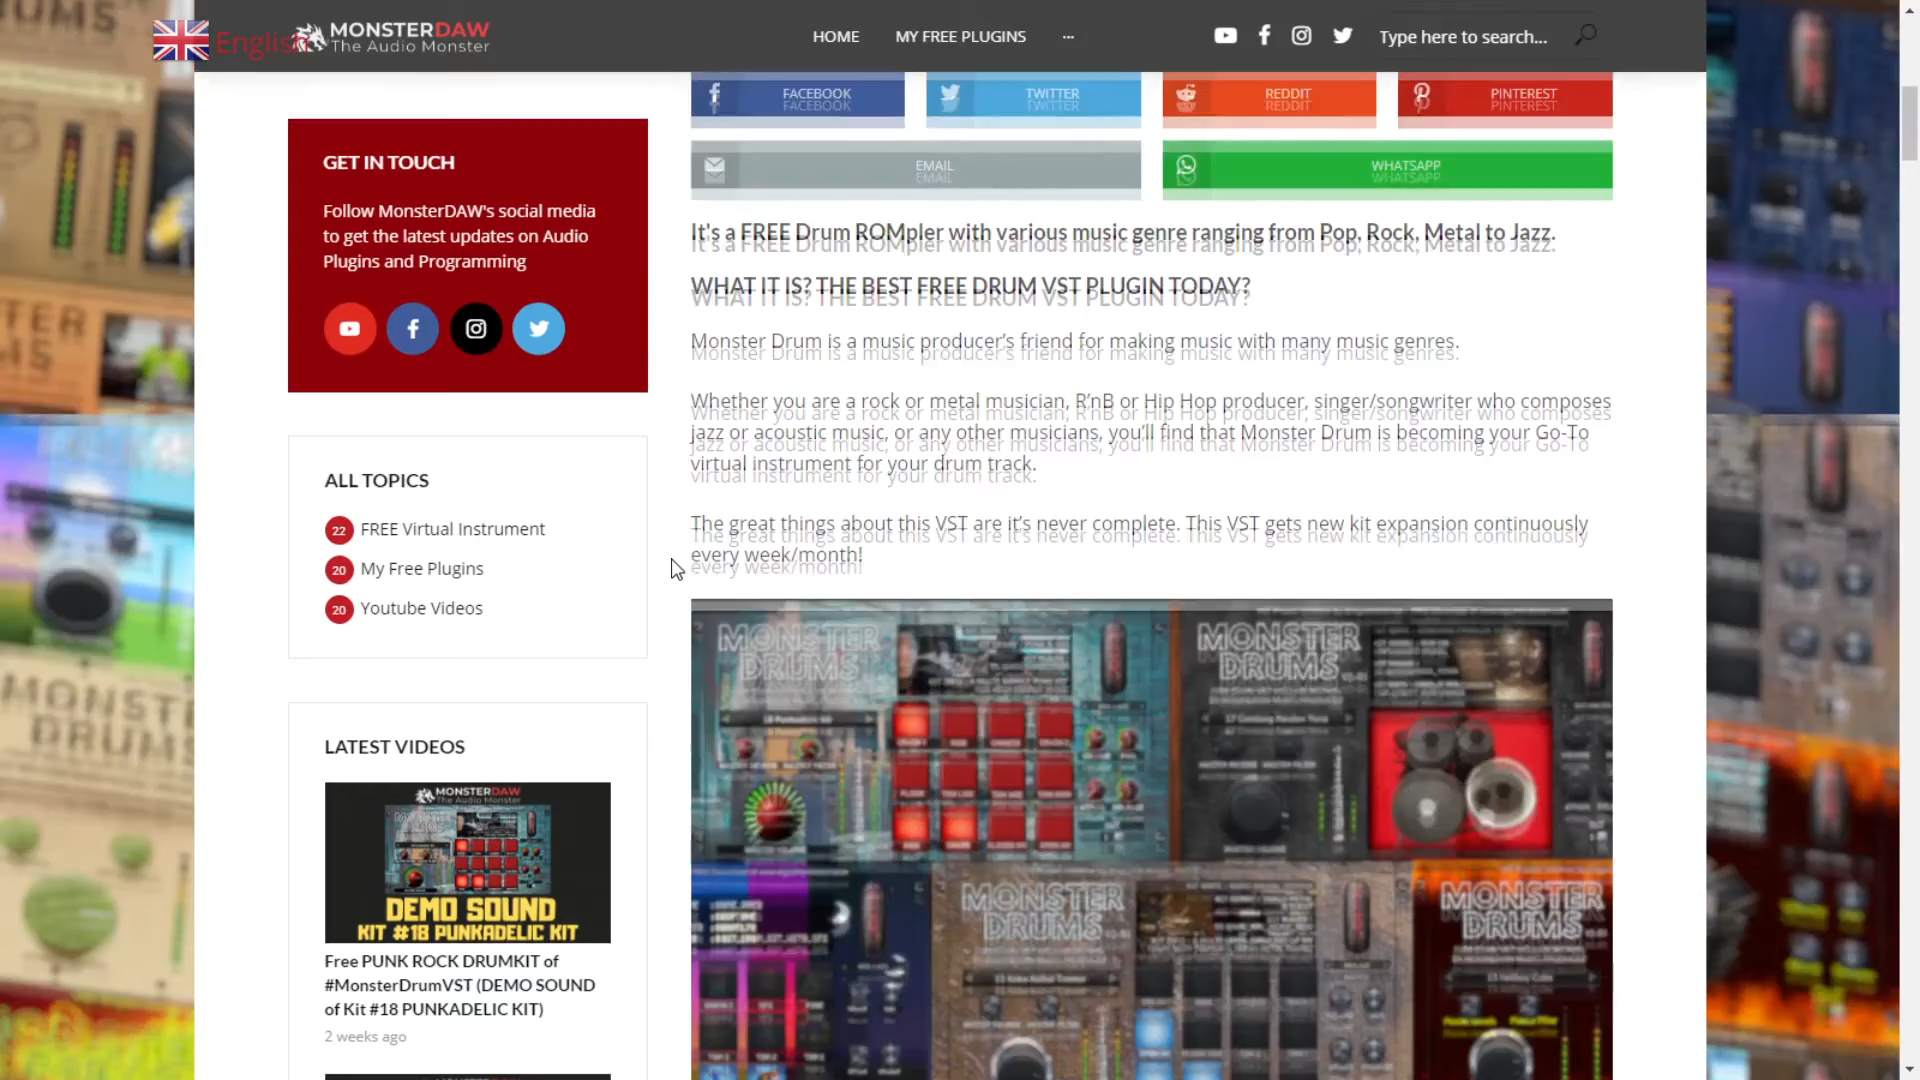 English
MONSTERDAW
The Audio Monster
HOME
MY FREE PLUGINS
...
Type here to search...
FACEBOOK
TWITTER
REDDIT
PINTEREST
EMAIL
WHATSAPP
GET IN TOUCH
Follow MonsterDAW's social media
to get the latest updates on Audio
Plugins and Programming
ALL TOPICS
22 FREE Virtual Instrument
20 My Free Plugins
20 Youtube Videos
LATEST VIDEOS
MONSTERDAW
The Audio Monster
DEMO SOUND
KIT #18 PUNKADELIC KIT
Free PUNK ROCK DRUMKIT of
#MonsterDrumVST (DEMO SOUND
of Kit #18 PUNKADELIC KIT)
2 weeks ago
It's a FREE Drum ROMpler with various music genre ranging from Pop, Rock, Metal to Jazz.
WHAT IT IS? THE BEST FREE DRUM VST PLUGIN TODAY?
Monster Drum is a music producer's friend for making music with many music genres.
Whether you are a rock or metal musician, R'nB or Hip Hop producer, singer/songwriter who composes
jazz or acoustic music, or any other musicians, you'll find that Monster Drum is becoming your Go-To
virtual instrument for your drum track.
The great things about this VST are it's never complete. This VST gets new kit expansion continuously
every week/month!
MONSTER
DRUMS
MONSTER
DRUMS
MONSTER
DRUMS
MONSTER
DRUMS
MONSTER
DRUMS